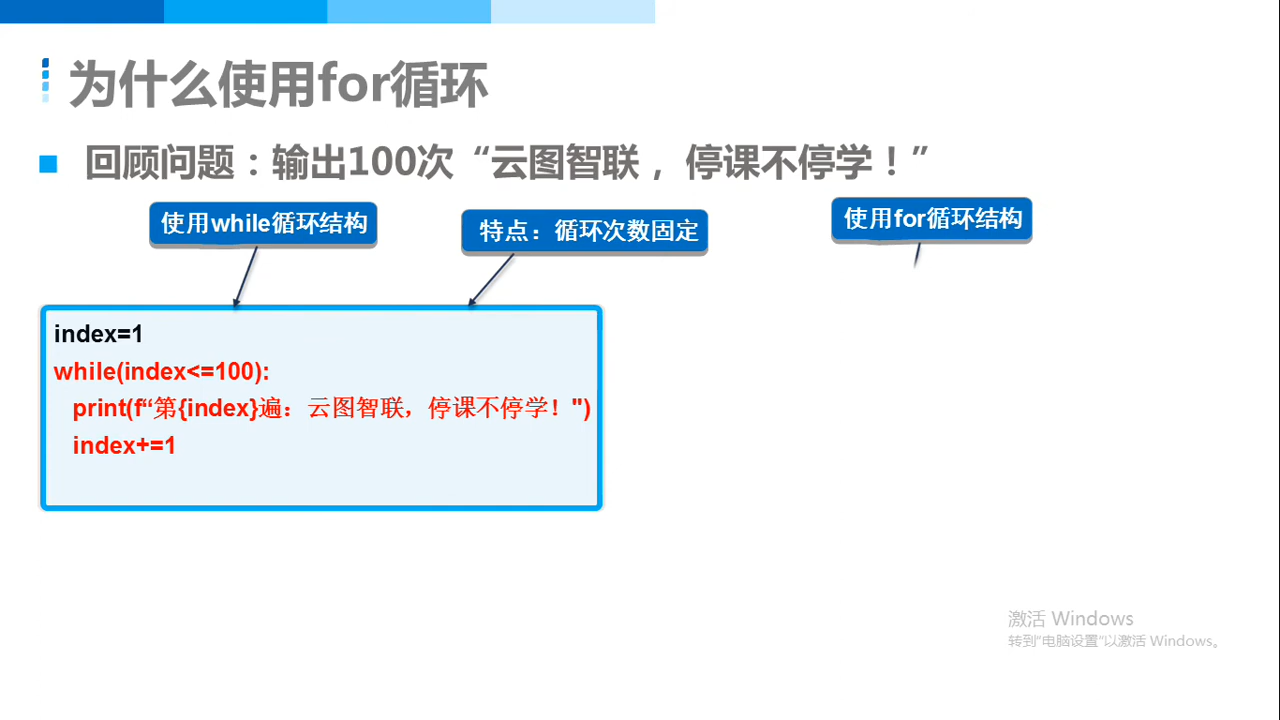 为什么使用for循环
回顾问题：输出100次“云图智联，停课不停学！”
使用while循环结构
特点：循环次数固定
使用for循环结构
index=1
while(index<=100):
print(f“第{index}遍：云图智联，停课不停学！")
index+=1
激活 Windows
转到"电脑设置"以激活 Windows。